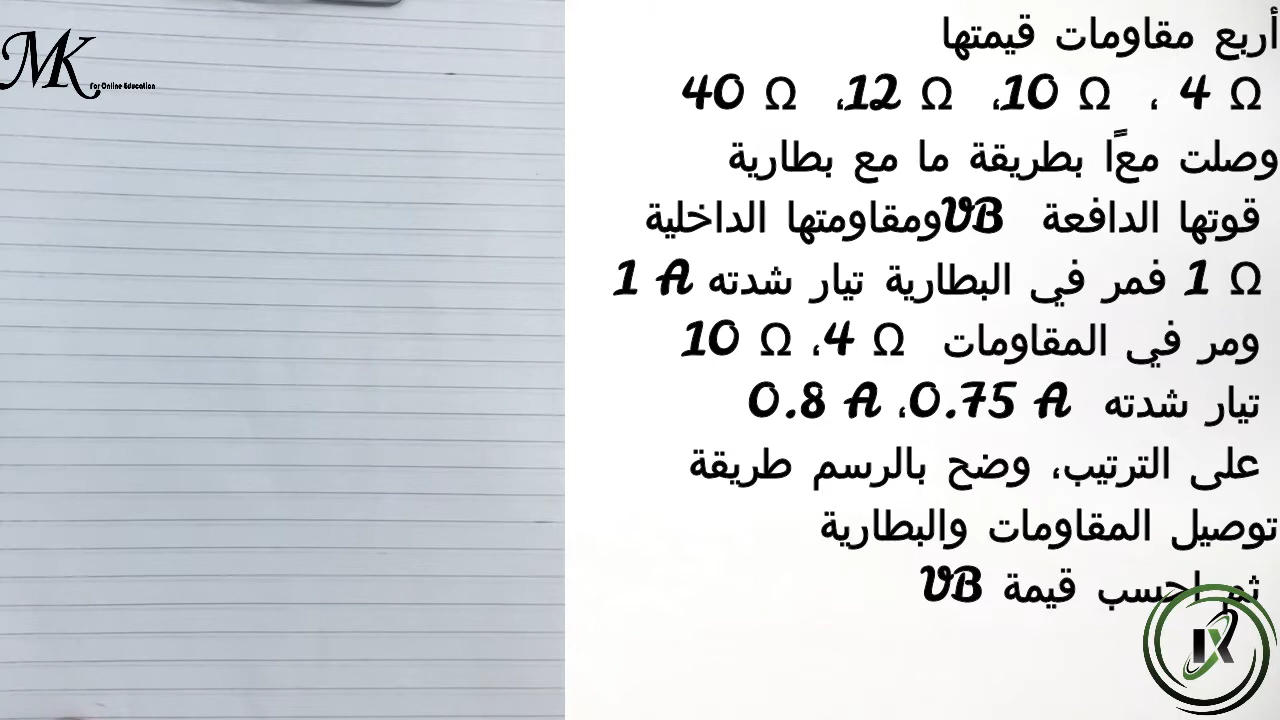 MK
For Online Education
أربع مقاومات قيمتها
4 Ω ، 10 Ω ،12 Ω ، 40 Ω
وصلت معًا بطريقة ما مع بطارية
قوتها الدافعة VB ومقاومتها الداخلية
1 Ω فمر في البطارية تيار شدته 1 A
ومر في المقاومات 4 Ω، 10 Ω
تيار شدته 0.75 A، 0.8 A
على الترتيب، وضح بالرسم طريقة
توصيل المقاومات والبطارية
ثم احسب قيمة VB